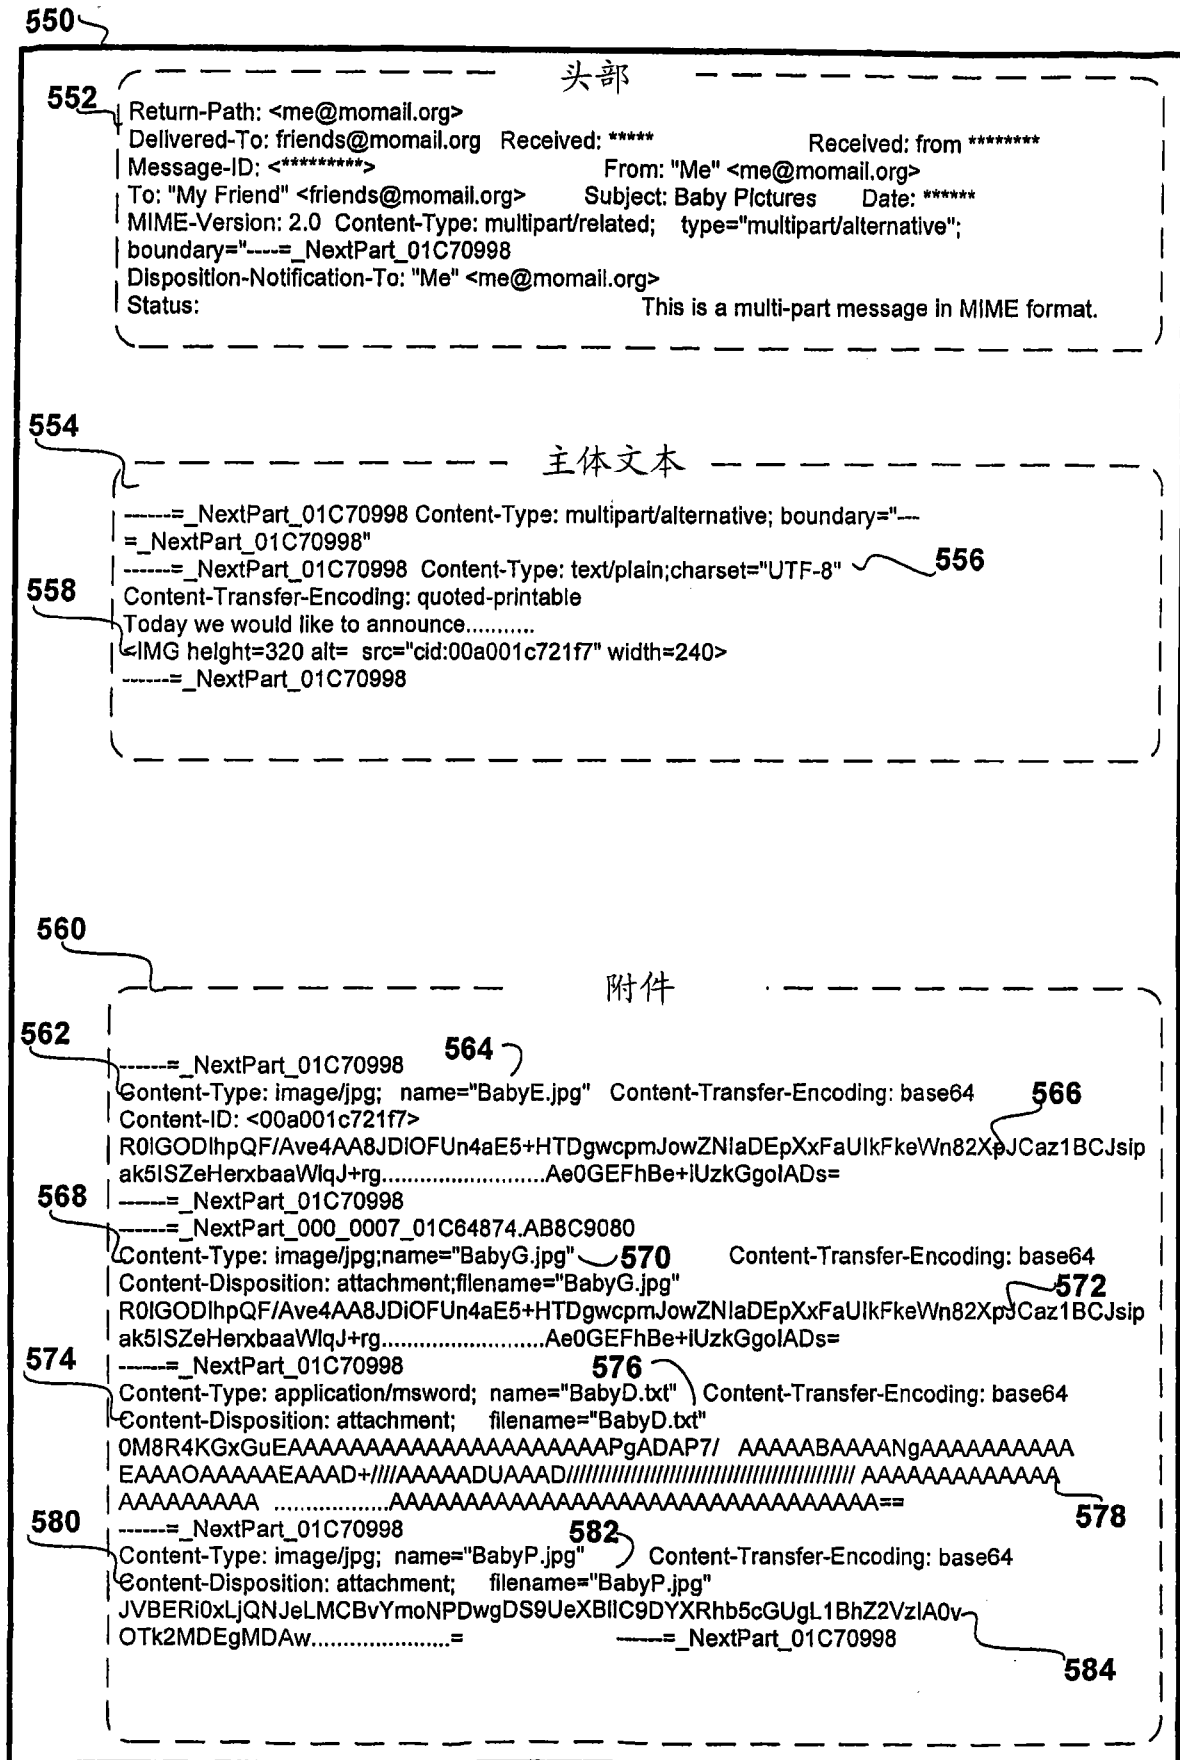 550
头部
552
Return-Path: <me@momail.org>
Delivered-To: friends@momail.org Received: ***** Received: from ********
Message-ID: <*********> From: "Me" <me@momail.org>
To: "My Friend" <friends@momail.org> Subject: Baby Pictures Date: ******
MIME-Version: 2.0 Content-Type: multipart/related; type="multipart/alternative";
boundary="----=_NextPart_01C70998
Disposition-Notification-To: "Me" <me@momail.org>
Status: This is a multi-part message in MIME format.
554
主体文本
------=_NextPart_01C70998 Content-Type: multipart/alternative; boundary="---
=_NextPart_01C70998"
------=_NextPart_01C70998 Content-Type: text/plain;charset="UTF-8" 556
558
Content-Transfer-Encoding: quoted-printable
Today we would like to announce...........
<IMG height=320 alt= src="cid:00a001c721f7" width=240>
------=_NextPart_01C70998
560
附件
562
564
------=_NextPart_01C70998
Content-Type: image/jpg; name="BabyE.jpg" Content-Transfer-Encoding: base64
566
Content-ID: <00a001c721f7>
R0lGODlhpQF/Ave4AA8JDiOFUn4aE5+HTDgwcpmJowZNlaDEpXxFaUlkFkeWn82XpJCaz1BCJsip
ak5ISZeHerxbaaWlqJ+rg...........................Ae0GEFhBe+lUzkGgolADs=
568
------=_NextPart_01C70998
------=_NextPart_000_0007_01C64874.AB8C9080
Content-Type: image/jpg;name="BabyG.jpg" 570 Content-Transfer-Encoding: base64
Content-Disposition: attachment;filename="BabyG.jpg"
572
R0lGODlhpQF/Ave4AA8JDiOFUn4aE5+HTDgwcpmJowZNlaDEpXxFaUlkFkeWn82XpJCaz1BCJsip
ak5ISZeHerxbaaWlqJ+rg...........................Ae0GEFhBe+lUzkGgolADs=
574
------=_NextPart_01C70998
576
Content-Type: application/msword; name="BabyD.txt" Content-Transfer-Encoding: base64
Content-Disposition: attachment; filename="BabyD.txt"
0M8R4KGxGuEAAAAAAAAAAAAAAAAAAAAAPgADAP7/ AAAAABAAAANgAAAAAAAAAA
EAAAOAAAAAEAAAD+////AAAAADUAAAD////////////////////////////////////////// AAAAAAAAAAAAA
AAAAAAAAA ...................AAAAAAAAAAAAAAAAAAAAAAAAAAAAAAAA==
578
580
------=_NextPart_01C70998
582
Content-Type: image/jpg; name="BabyP.jpg" Content-Transfer-Encoding: base64
Content-Disposition: attachment; filename="BabyP.jpg"
JVBERi0xLjQNJeLMCBvYmoNPDwgDS9UeXBlIC9DYXRhb5cGUgL1BhZ2VzIA0v
OTk2MDEgMDAw.......................= ------=_NextPart_01C70998
584